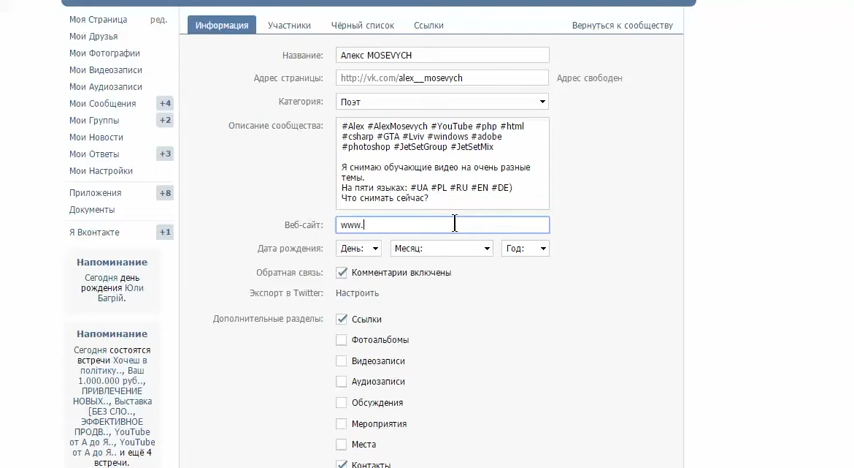 Моя Страница ред.
Мои Друзья
Мои Фотографии
Мои Видеозаписи
Мои Аудиозаписи
Мои Сообщения +4
Мои Группы +2
Мои Новости
Мои Ответы +3
Мои Настройки
Приложения +8
Документы
Я Вконтакте +1
Напоминание
Сегодня день
рождения Юли
Багрій.
Напоминание
Сегодня состоятся
встречи Хочеш в
політику.., Ваш
1.000.000 руб..,
ПРИВЛЕЧЕНИЕ
НОВЫХ.., Выставка
[БЕЗ СЛО..,
ЭФФЕКТИВНОЕ
ПРОДВ.., YouTube
от А до Я.., YouTube
от А до Я.. и ещё 4
встречи.
Информация Участники Чёрный список Ссылки Вернуться к сообществу
Название: Алекс MOSEVYCH
Адрес страницы: http://vk.com/alex__mosevych Адрес свободен
Категория: Поэт
Описание сообщества: #Alex #AlexMosevych #YouTube #php #html
#csharp #GTA #Lviv #windows #adobe
#photoshop #JetSetGroup #JetSetMix
Я снимаю обучающие видео на очень разные
темы.
На пяти языках: #UA #PL #RU #EN #DE)
Что снимать сейчас?
Веб-сайт: www.
Дата рождения: День: Месяц: Год:
Обратная связь: Комментарии включены
Экспорт в Twitter: Настроить
Дополнительные разделы: Ссылки
Фотоальбомы
Видеозаписи
Аудиозаписи
Обсуждения
Мероприятия
Места
Контакты